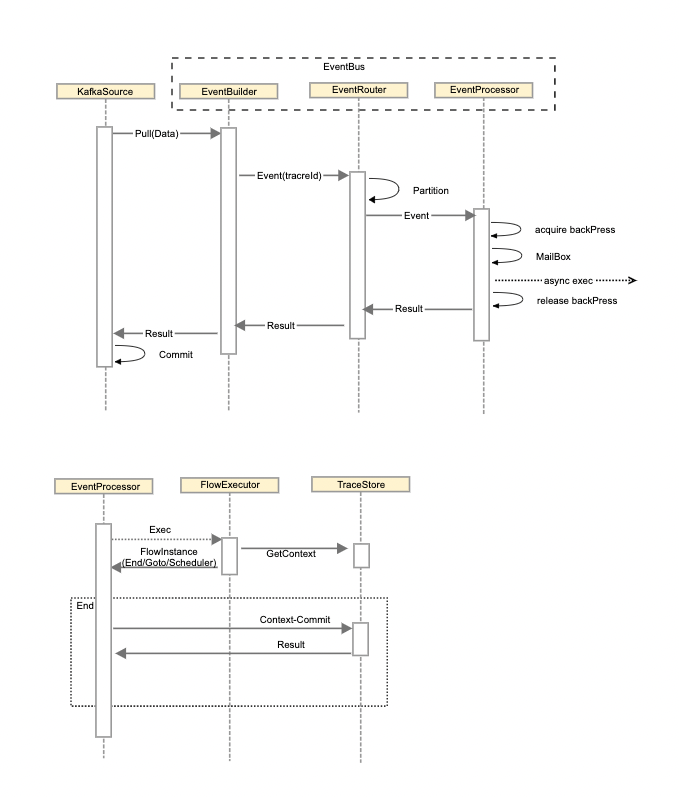 EventBus
KafkaSource
EventBuilder
EventRouter
EventProcessor
Pull(Data)
Event(tracreId)
Partition
Event
acquire backPress
MailBox
async exec
release backPress
Result
Result
Result
Commit
EventProcessor
FlowExecutor
TraceStore
Exec
FlowInstance
(End/Goto/Scheduler)
GetContext
End
Context-Commit
Result